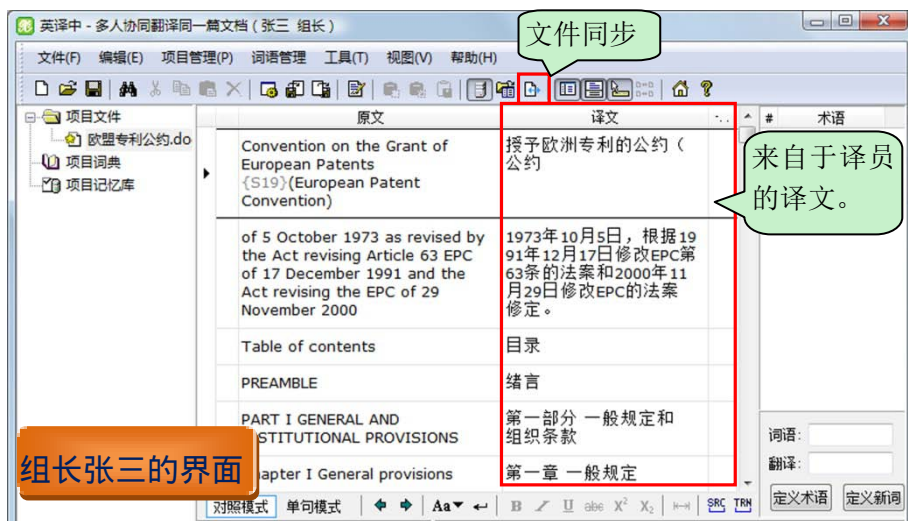 英译中 - 多人协同翻译同一篇文档 ( 张三 组长 )
文件同步
文件(F) 编辑(E) 项目管理(P) 词语管理 工具(T) 视图(V) 帮助(H)
项目文件
欧盟专利公约.do
项目词典
项目记忆库
原文 译文 # 术语
Convention on the Grant of
European Patents
{S19}(European Patent
Convention)
授予欧洲专利的公约（
公约
来自于译员
的译文。
of 5 October 1973 as revised by
the Act revising Article 63 EPC
of 17 December 1991 and the
Act revising the EPC of 29
November 2000
1973年10月5日，根据19
91年12月17日修改EPC第
63条的法案和2000年11
月29日修改EPC的法案
修定。
Table of contents
目录
PREAMBLE
绪言
PART I GENERAL AND
STITUTIONAL PROVISIONS
第一部分 一般规定和
组织条款
apter I General provisions
第一章 一般规定
组长张三的界面
词语:
翻译:
定义术语 定义新词
对照模式 单句模式 Aa B I U abc X² X₂ SRC TRN